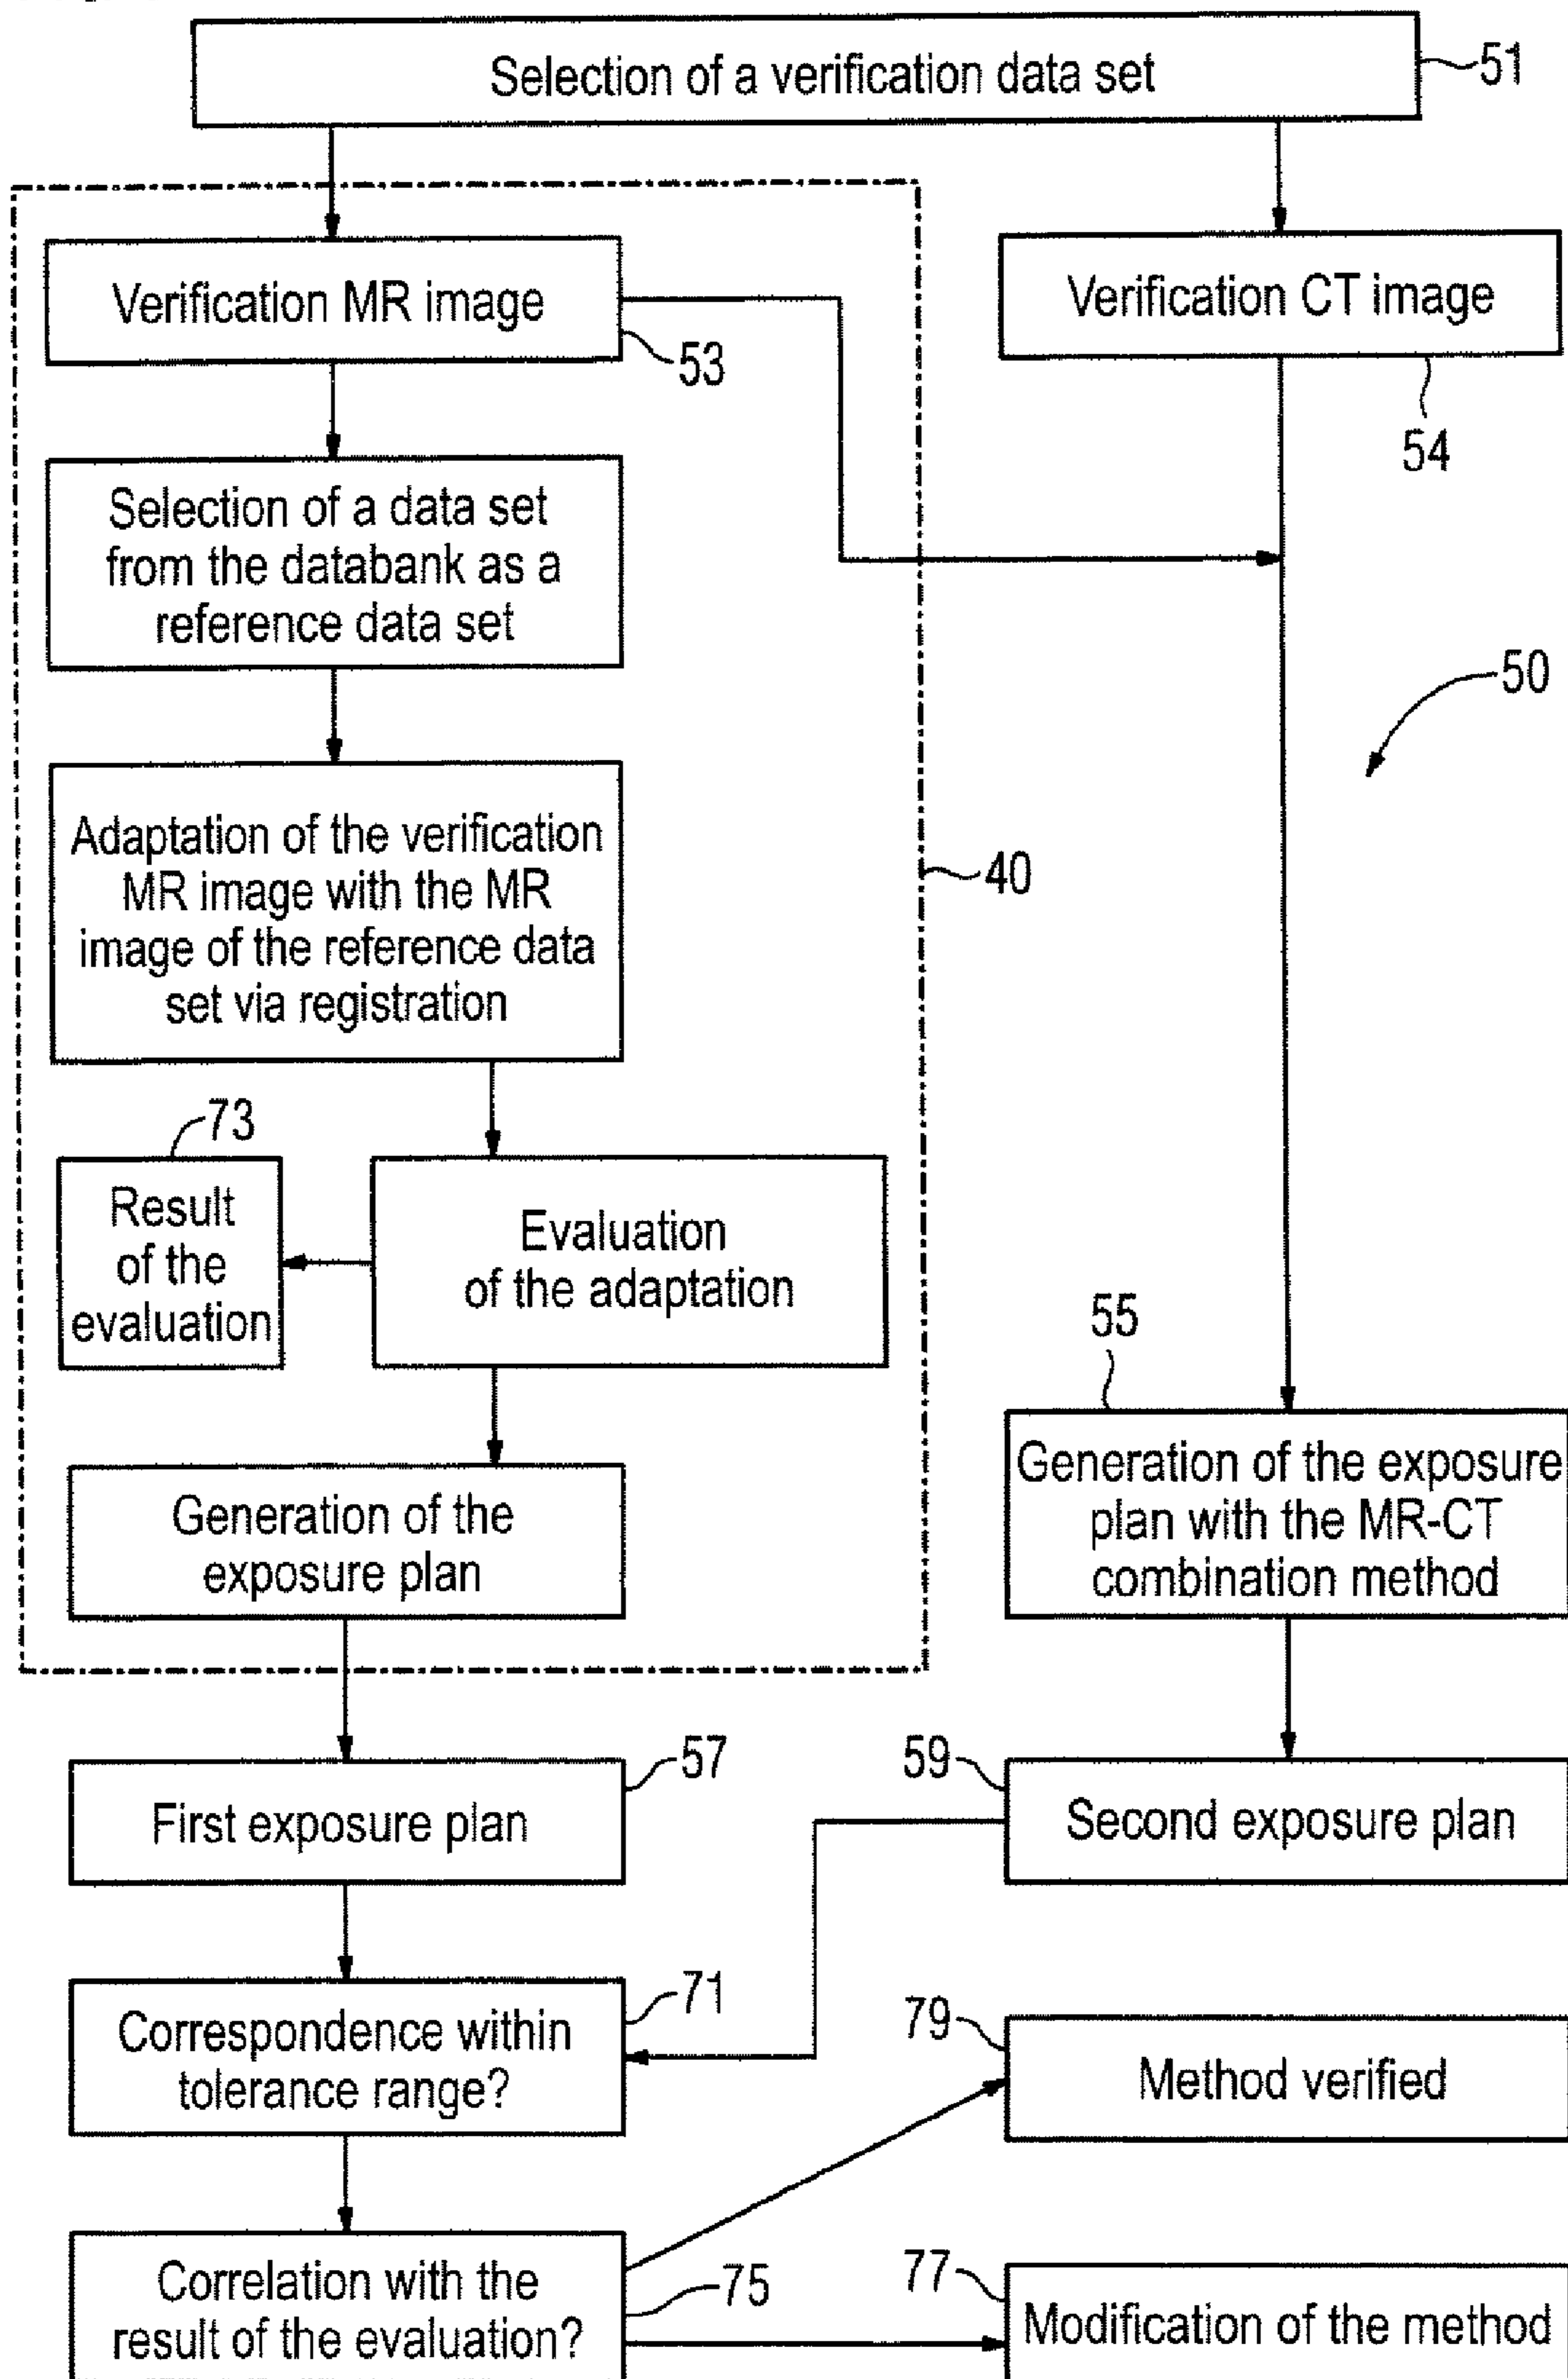 Selection of a verification data set
51
Verification MR image
53
Verification CT image
54
Selection of a data set
from the databank as a
reference data set
50
Adaptation of the verification
MR image with the MR
image of the reference data
set via registration
40
73
Result
of the
evaluation
Evaluation
of the adaptation
55
Generation of the exposure
plan with the MR-CT
combination method
Generation of the
exposure plan
57
First exposure plan
59
Second exposure plan
71
Correspondence within
tolerance range?
79
Method verified
75
Correlation with the
result of the evaluation?
77
Modification of the method